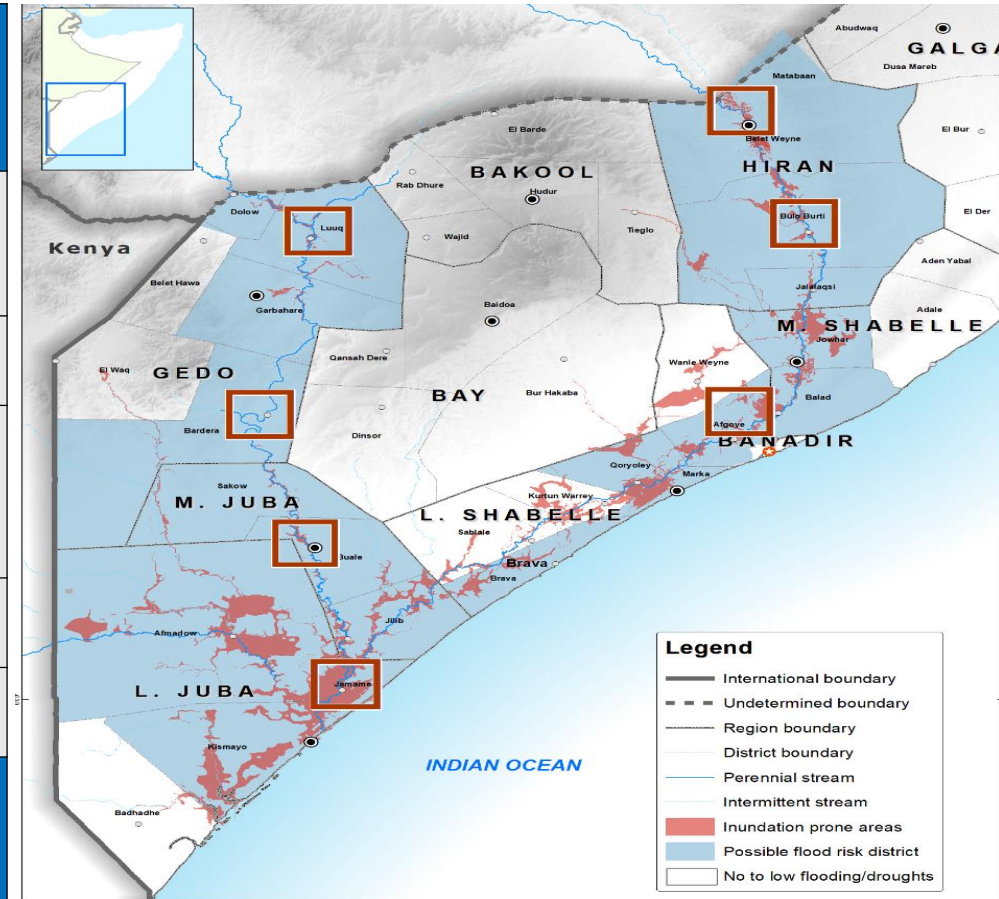 Abudwaq
GALGA
Dusa Mareb
Matabaan
El Barde
Belet Weyne
El Bur
BAKOOL
HIRAN
Rab Dhure
Hudur
Dolow
Luuq
Bulo Burti
El Der
Kenya
Wajid
Tieglo
Aden Yabal
Belet Hawa
Jalalaqsi
Garbahare
Baidoa
Adale
M. SHABELLE
Jowhar
Qansah Dere
Wanle Weyne
El Waq
GEDO
BAY
Bur Hakaba
Balad
Bardera
Dinsor
Afgoye
BANADIR
Qoryoley
Marka
Sakow
Kurtun Warrey
M. JUBA
L. SHABELLE
Sablale
Buale
Brava
Brava
Jilib
Afmadow
Jamame
L. JUBA
Kismayo
INDIAN OCEAN
Badhadhe
Legend
International boundary
Undetermined boundary
Region boundary
District boundary
Perennial stream
Intermittent stream
Inundation prone areas
Possible flood risk district
No to low flooding/droughts